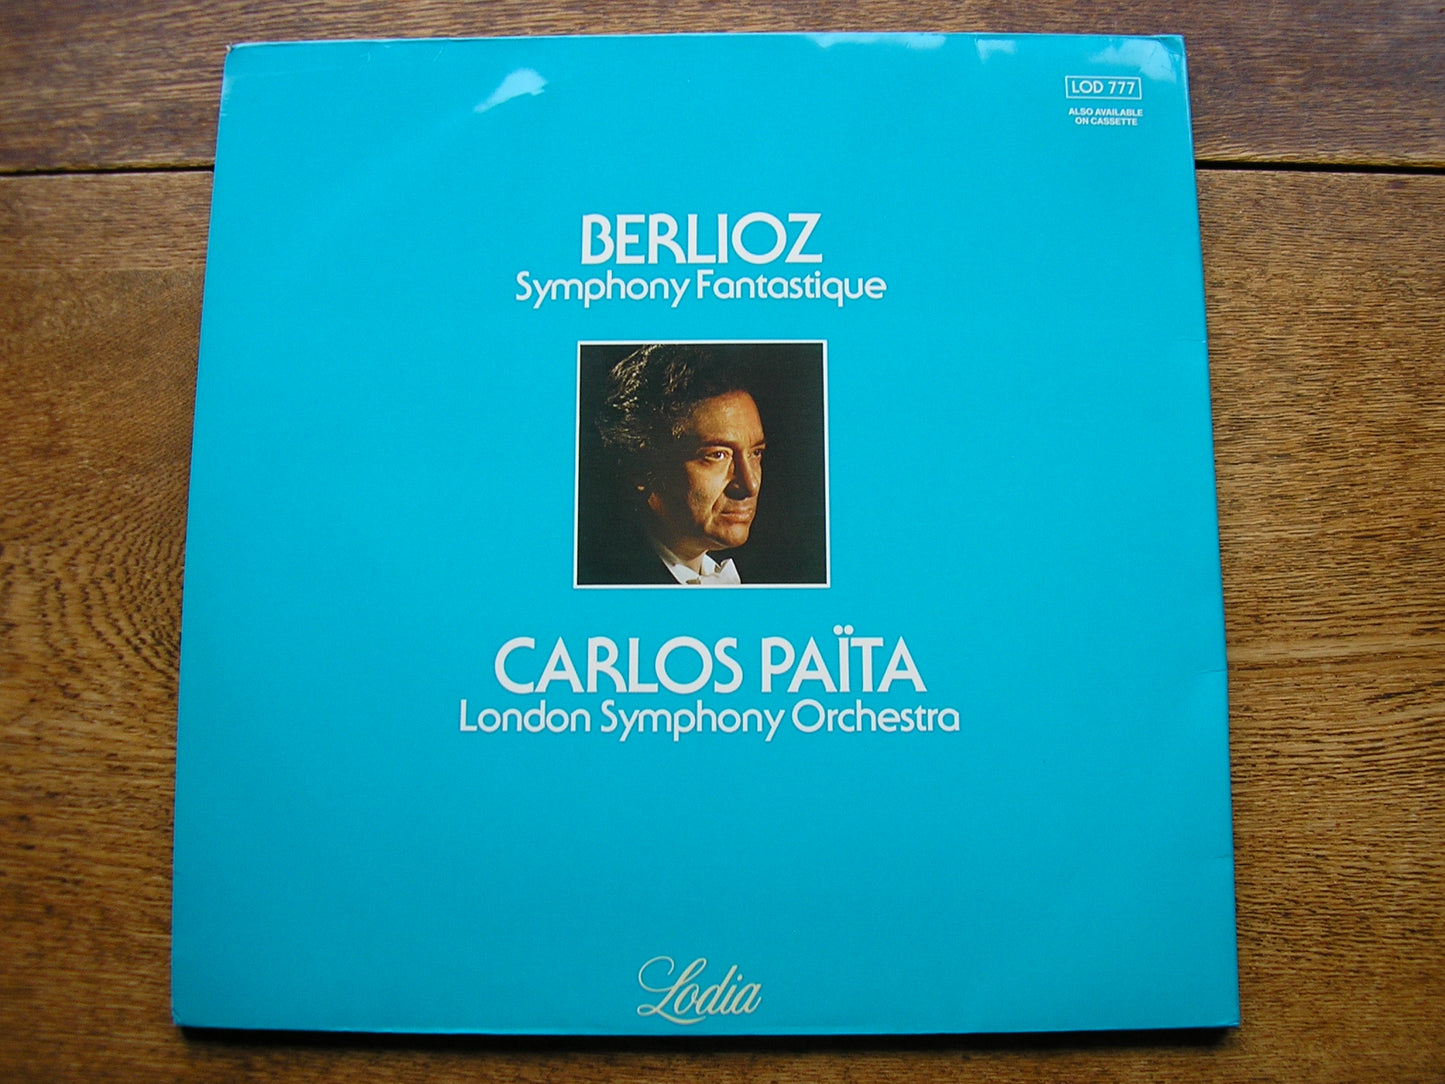 LOD 777
ALSO AVAILABLE
ON CASSETTE
BERLIOZ
Symphony Fantastique
CARLOS PAÏTA
London Symphony Orchestra
Lodia